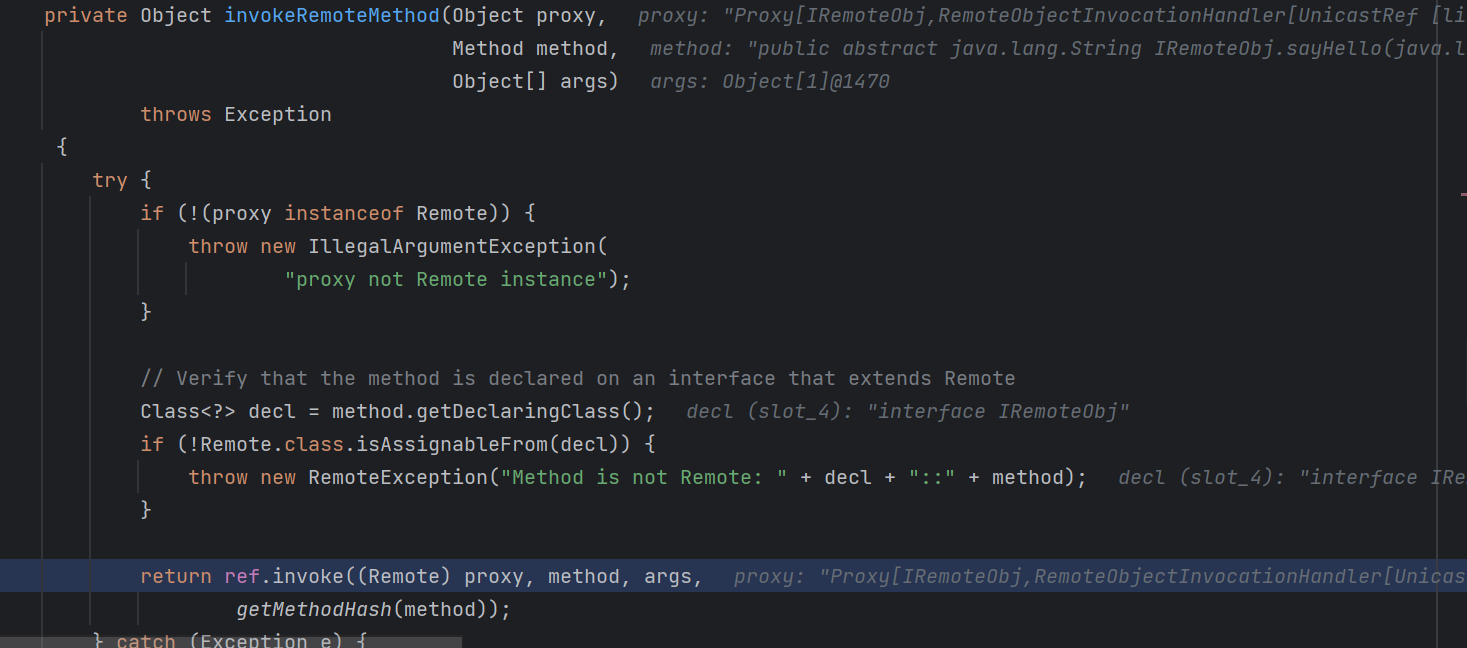 private Object invokeRemoteMethod(Object proxy,   proxy: "Proxy[IRemoteObj,RemoteObjectInvocationHandler[UnicastRef [li
Method method,   method: "public abstract java.lang.String IRemoteObj.sayHello(java.l
Object[] args)   args: Object[1]@1470
throws Exception
{
try {
if (!(proxy instanceof Remote)) {
throw new IllegalArgumentException(
"proxy not Remote instance");
}
// Verify that the method is declared on an interface that extends Remote
Class<?> decl = method.getDeclaringClass();   decl (slot_4): "interface IRemoteObj"
if (!Remote.class.isAssignableFrom(decl)) {
throw new RemoteException("Method is not Remote: " + decl + "::" + method);   decl (slot_4): "interface IRe
}
return ref.invoke((Remote) proxy, method, args,   proxy: "Proxy[IRemoteObj,RemoteObjectInvocationHandler[Unicas
getMethodHash(method));
} catch (Exception e) {